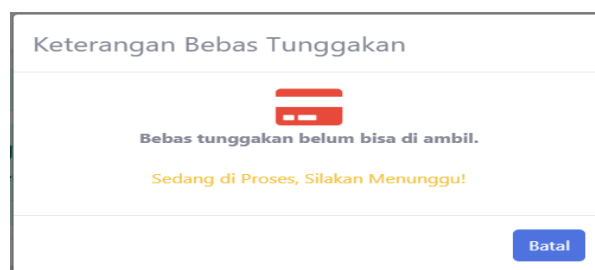 Keterangan Bebas Tunggakan
Bebas tunggakan belum bisa di ambil.
Sedang di Proses, Silakan Menunggu!
Batal